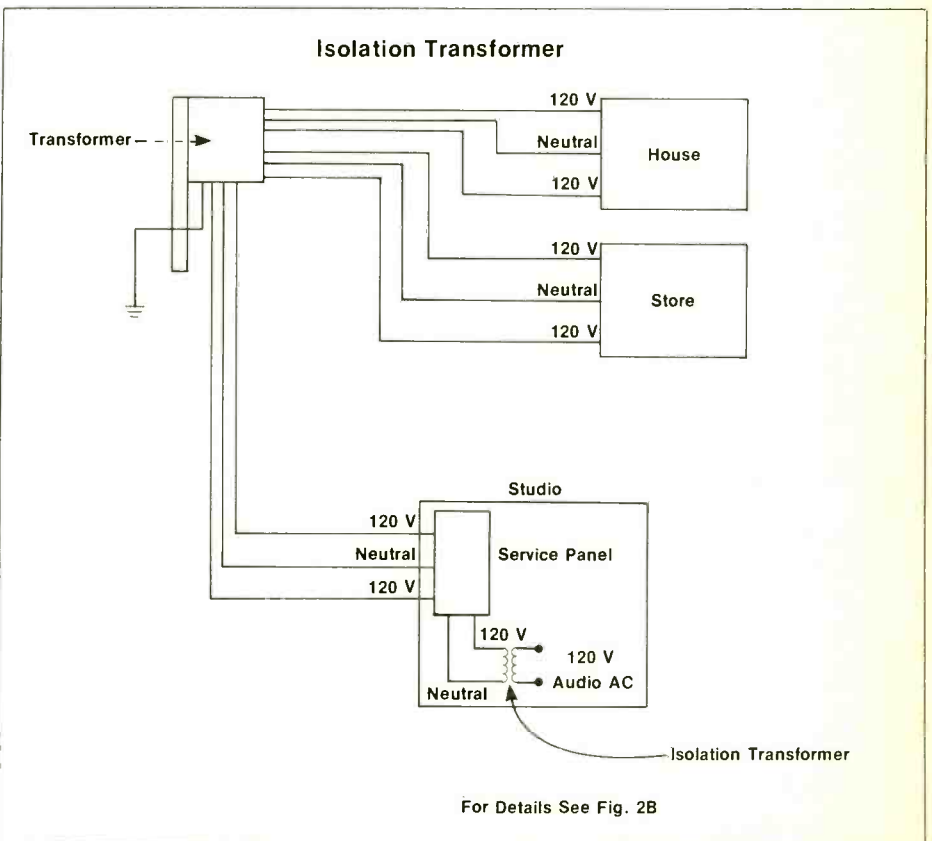 Isolation Transformer
Transformer
120 V
Neutral
120 V
House
120 V
Neutral
120 V
Store
Studio
120 V
Neutral
120 V
Service Panel
120 V
Neutral
120 V
Audio AC
Isolation Transformer
For Details See Fig. 2B